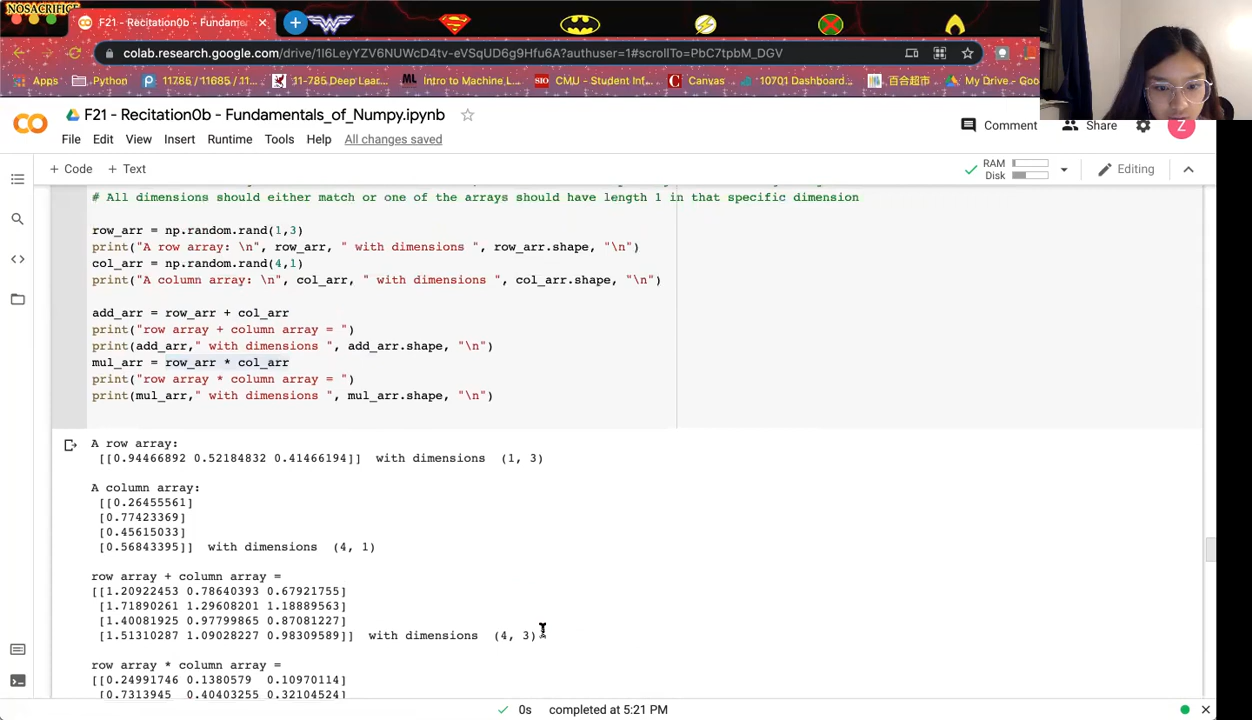 NOSACRIFICE
F21 - Recitation0b - Fundame
colab.research.google.com/drive/1I6LeyYZV6NUWcD4tv-eVSqUD6g9Hfu6A?authuser=1#scrollTo=PbC7tpbM_DGV
Apps Python 11785 / 11685 / 11... 11-785 Deep Lear... Intro to Machine L... CMU - Student Inf... Canvas 10701 Dashboard... 百合超市 My Drive - Goo
F21 - Recitation0b - Fundamentals_of_Numpy.ipynb
Comment Share Z
File Edit View Insert Runtime Tools Help All changes saved
+ Code + Text RAM Disk Editing
# All dimensions should either match or one of the arrays should have length 1 in that specific dimension
row_arr = np.random.rand(1,3)
print("A row array: \n", row_arr, " with dimensions ", row_arr.shape, "\n")
col_arr = np.random.rand(4,1)
print("A column array: \n", col_arr, " with dimensions ", col_arr.shape, "\n")
add_arr = row_arr + col_arr
print("row array + column array = ")
print(add_arr," with dimensions ", add_arr.shape, "\n")
mul_arr = row_arr * col_arr
print("row array * column array = ")
print(mul_arr," with dimensions ", mul_arr.shape, "\n")
A row array:
[[0.94466892 0.52184832 0.41466194]] with dimensions (1, 3)
A column array:
[[0.26455561]
[0.77423369]
[0.45615033]
[0.56843395]] with dimensions (4, 1)
row array + column array =
[[1.20922453 0.78640393 0.67921755]
[1.71890261 1.29608201 1.18889563]
[1.40081925 0.97799865 0.87081227]
[1.51310287 1.09028227 0.98309589]] with dimensions (4, 3)
row array * column array =
[[0.24991746 0.1380579 0.10970114]
[0.7313945 0.40403255 0.32104524]
0s completed at 5:21 PM